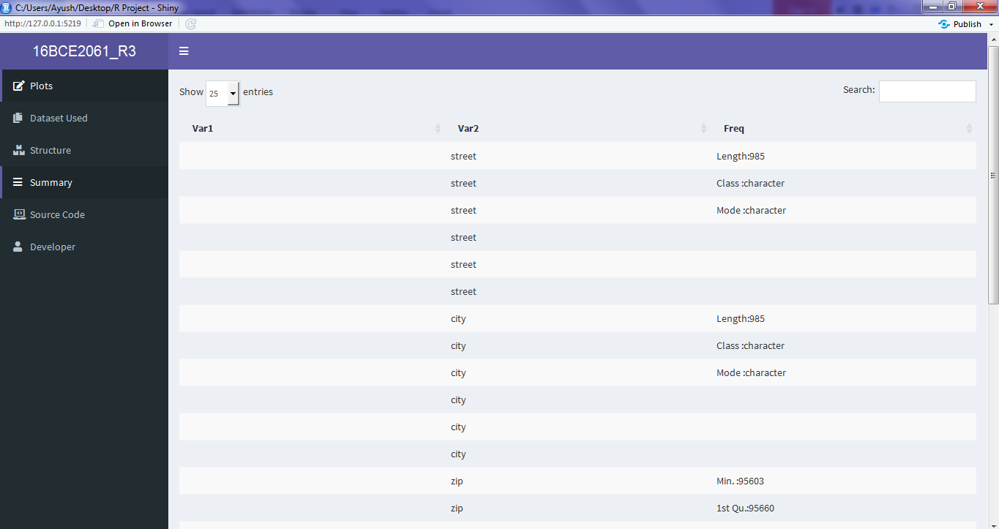 C:/Users/Ayush/Desktop/R Project - Shiny
http://127.0.0.1:5219 Open in Browser Publish
16BCE2061_R3
Plots
Dataset Used
Structure
Summary
Source Code
Developer
Show 25 entries Search:
Var1 Var2 Freq
street Length:985
street Class :character
street Mode :character
street
street
street
city Length:985
city Class :character
city Mode :character
city
city
city
zip Min. :95603
zip 1st Qu.:95660